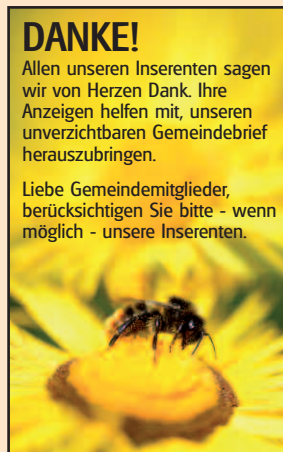 DANKE!
Allen unseren Inserenten sagen
wir von Herzen Dank. Ihre
Anzeigen helfen mit, unseren
unverzichtbaren Gemeindebrief
herauszubringen.
Liebe Gemeindemitglieder,
berücksichtigen Sie bitte - wenn
möglich - unsere Inserenten.